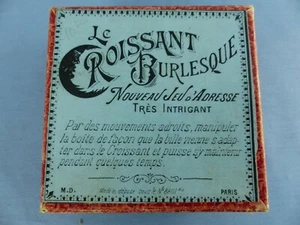 Le
Croissant
Burlesque
Nouveau Jeu d'Adresse
Très Intrigant
Par des mouvements adroits, manipuler
la boîte de façon que la bille vienne s'adap-
ter dans le Croissant et puisse s'y maintenir
pendant quelques temps.
M.D.
PARIS